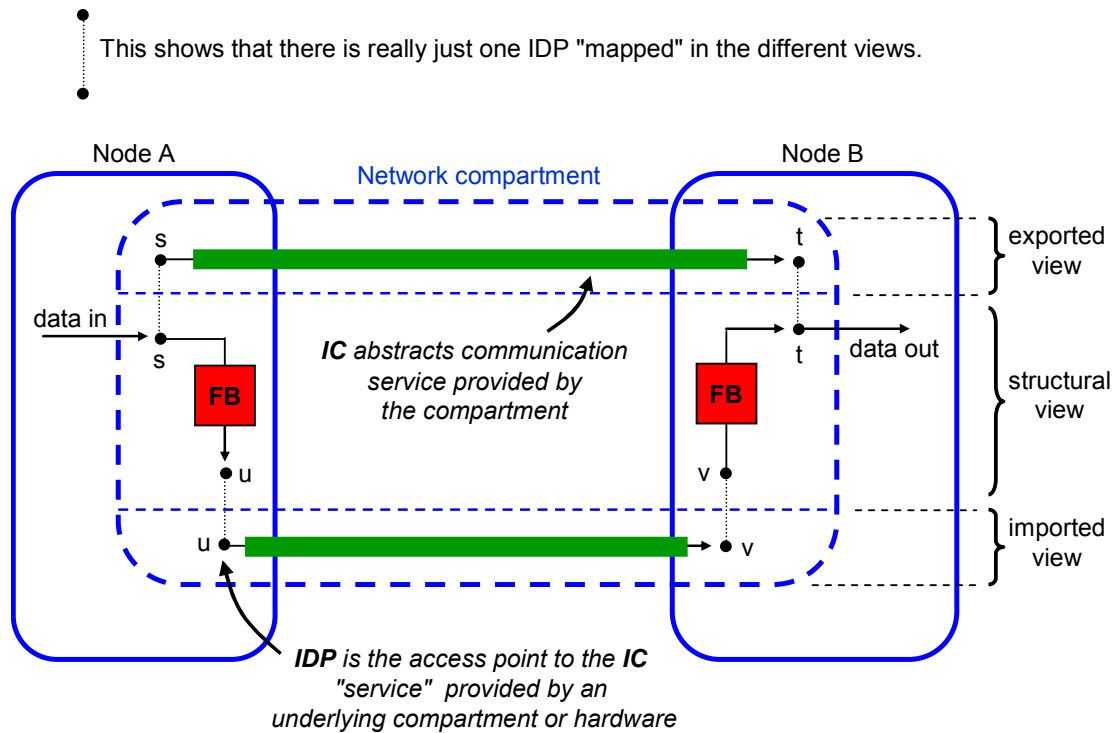 This shows that there is really just one IDP "mapped" in the different views.
Node A
Node B
Network compartment
s
t
exported
view
data in
s
t
data out
IC abstracts communication
service provided by
the compartment
FB
FB
structural
view
u
v
u
v
imported
view
IDP is the access point to the IC
"service" provided by an
underlying compartment or hardware